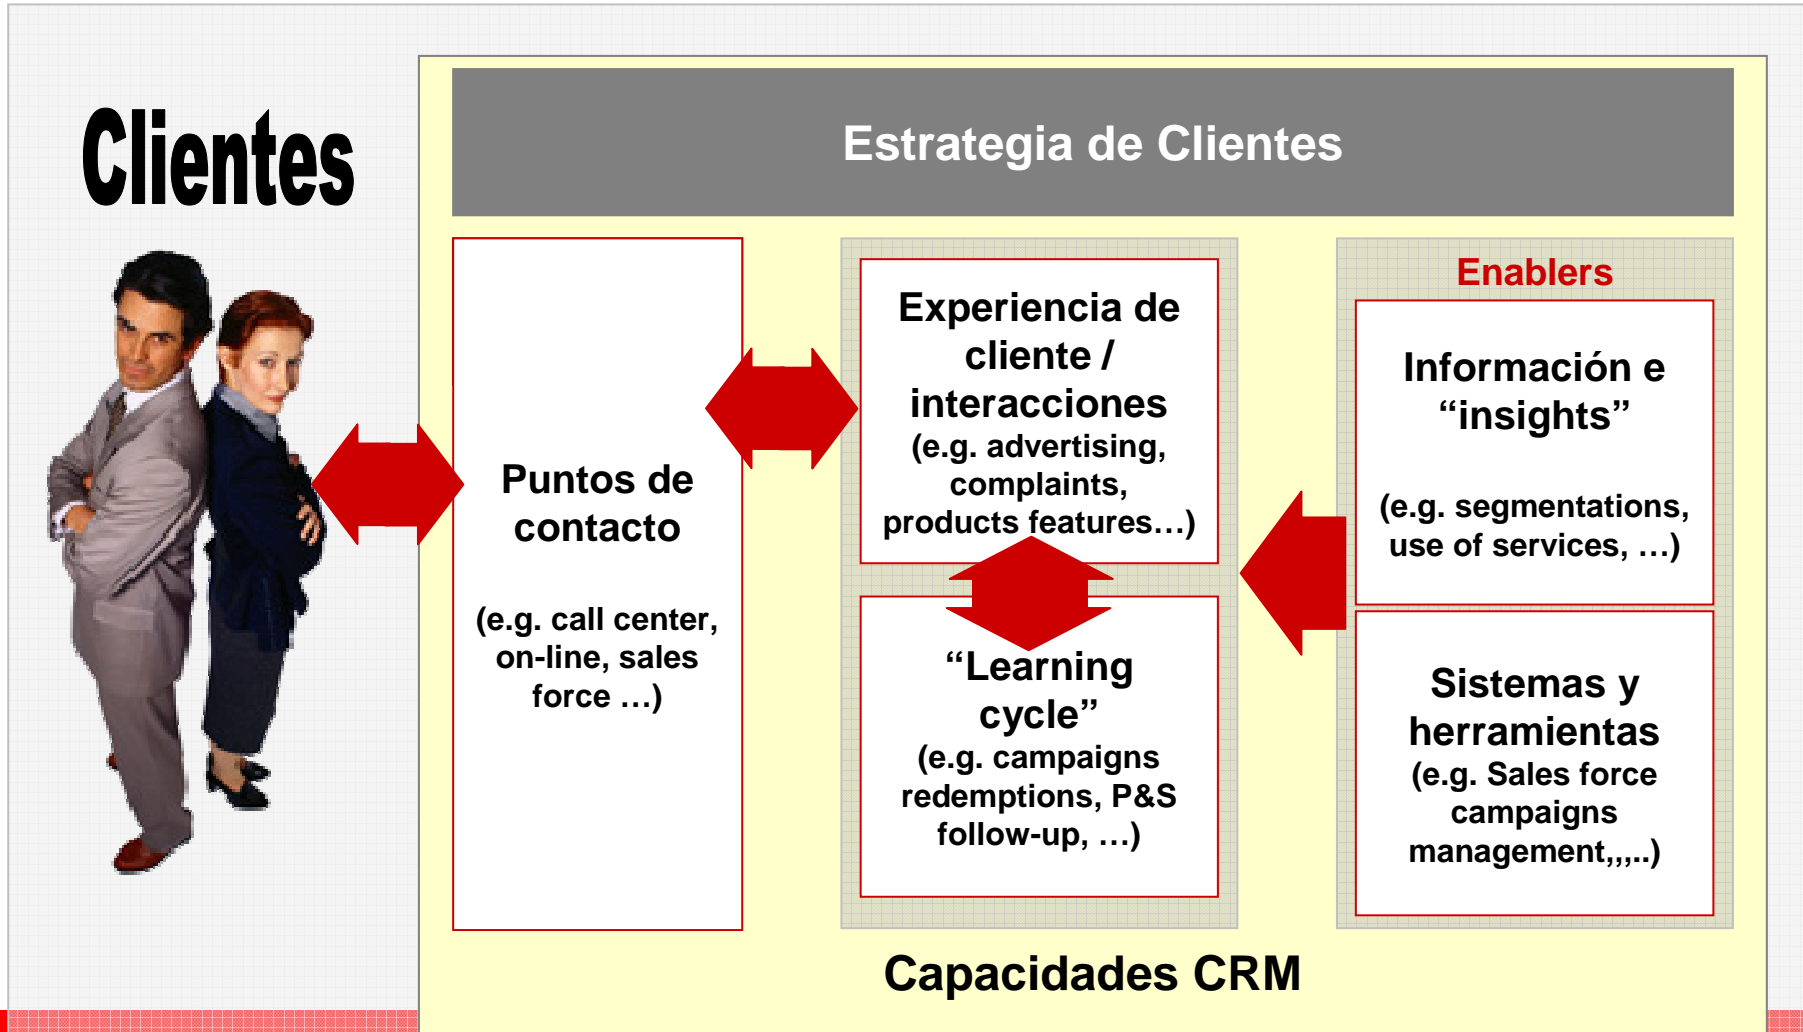 Clientes
Estrategia de Clientes
Puntos de
contacto
(e.g. call center,
on-line, sales
force …)
Experiencia de
cliente /
interacciones
(e.g. advertising,
complaints,
products features…)
“Learning
cycle”
(e.g. campaigns
redemptions, P&S
follow-up, …)
Enablers
Información e
“insights”
(e.g. segmentations,
use of services, …)
Sistemas y
herramientas
(e.g. Sales force
campaigns
management,,,..)
Capacidades CRM